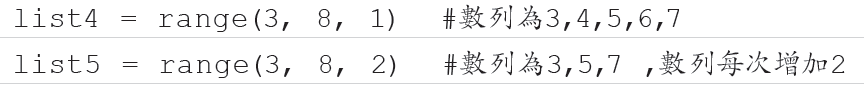 list4 = range(3, 8, 1)  #數列為3,4,5,6,7
list5 = range(3, 8, 2)  #數列為3,5,7 ,數列每次增加2